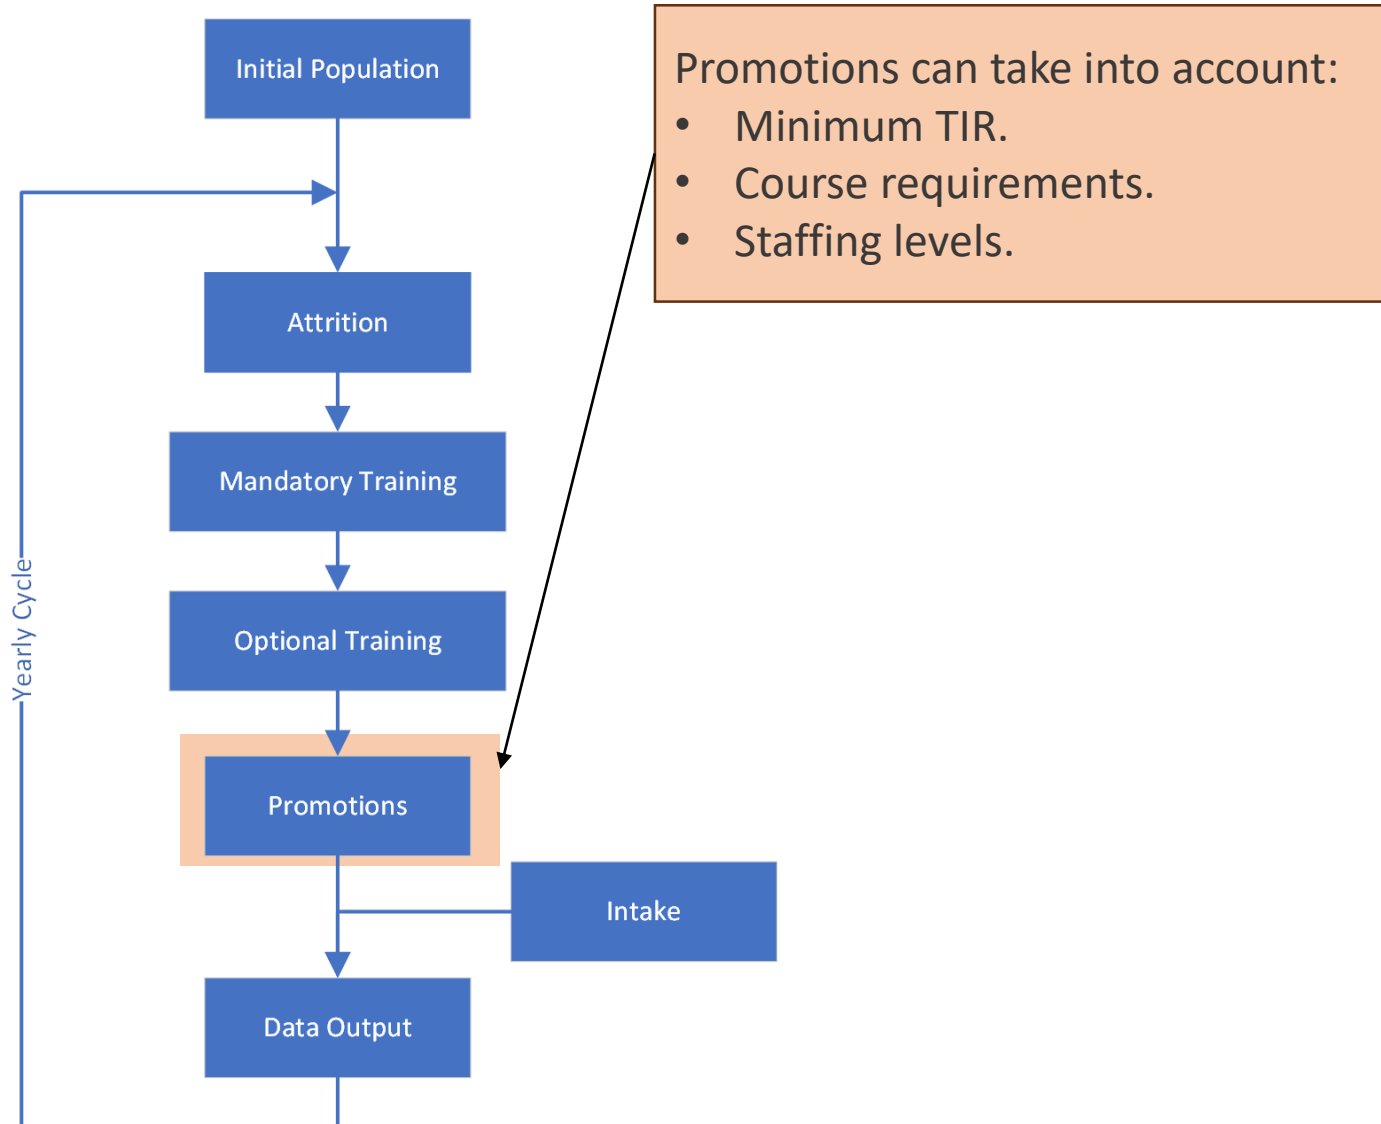 Initial Population
Promotions can take into account:
• Minimum TIR.
• Course requirements.
• Staffing levels.
Attrition
Mandatory Training
Optional Training
Yearly Cycle
Promotions
Intake
Data Output